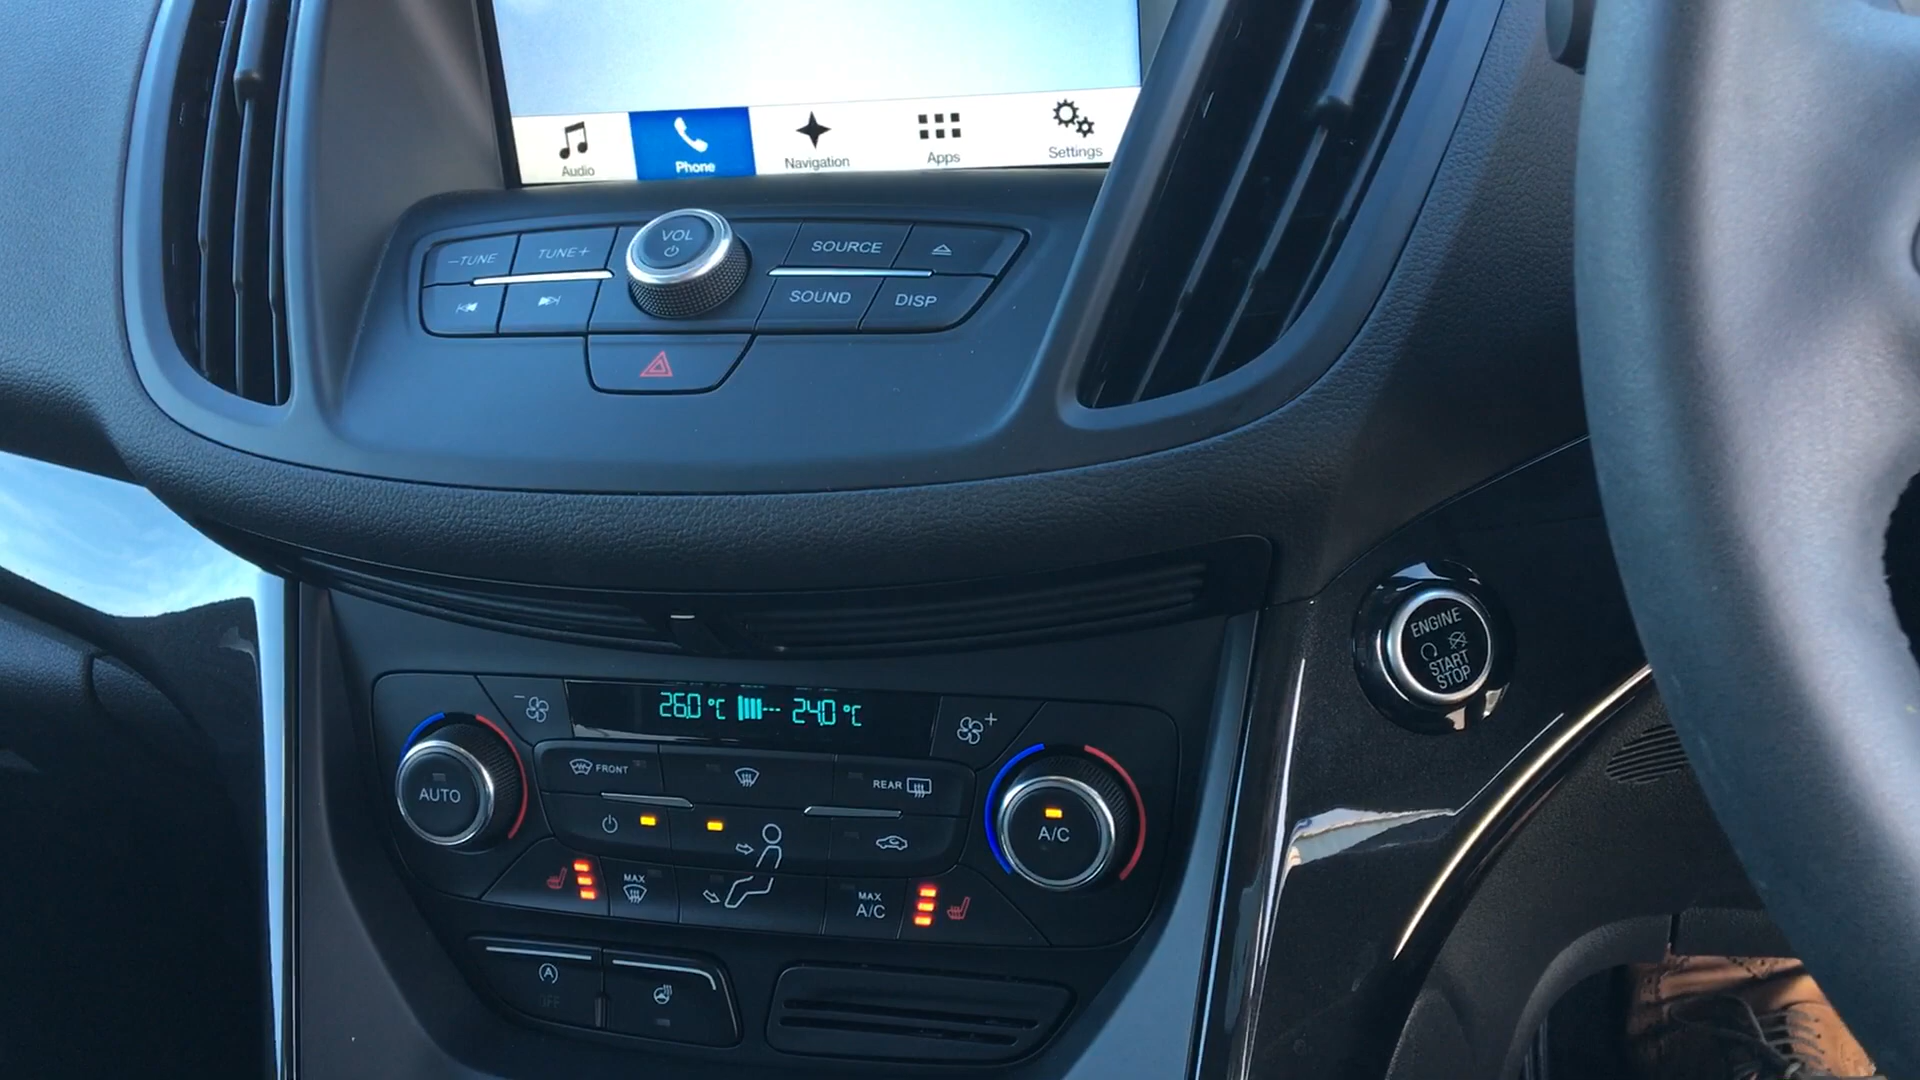 Audio
Phone
Navigation
Apps
Settings
–TUNE
TUNE+
VOL
SOURCE
SOUND
DISP
ENGINE
START
STOP
26.0 °C
24.0 °C
AUTO
FRONT
REAR
A/C
MAX
MAX
A/C
A
OFF